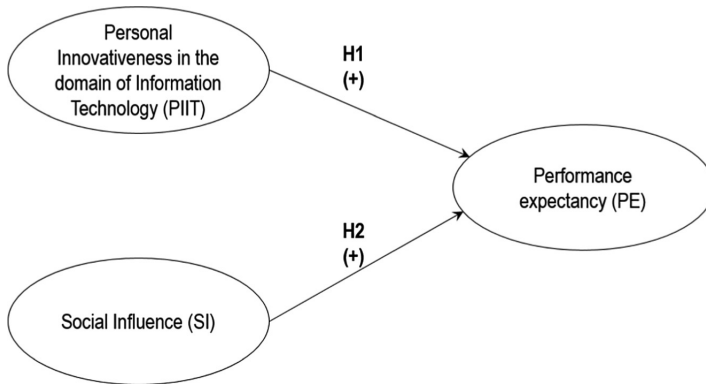 Personal
Innovativeness in the
domain of Information
Technology (PIIT)
H1
(+)
Performance
expectancy (PE)
H2
(+)
Social Influence (SI)